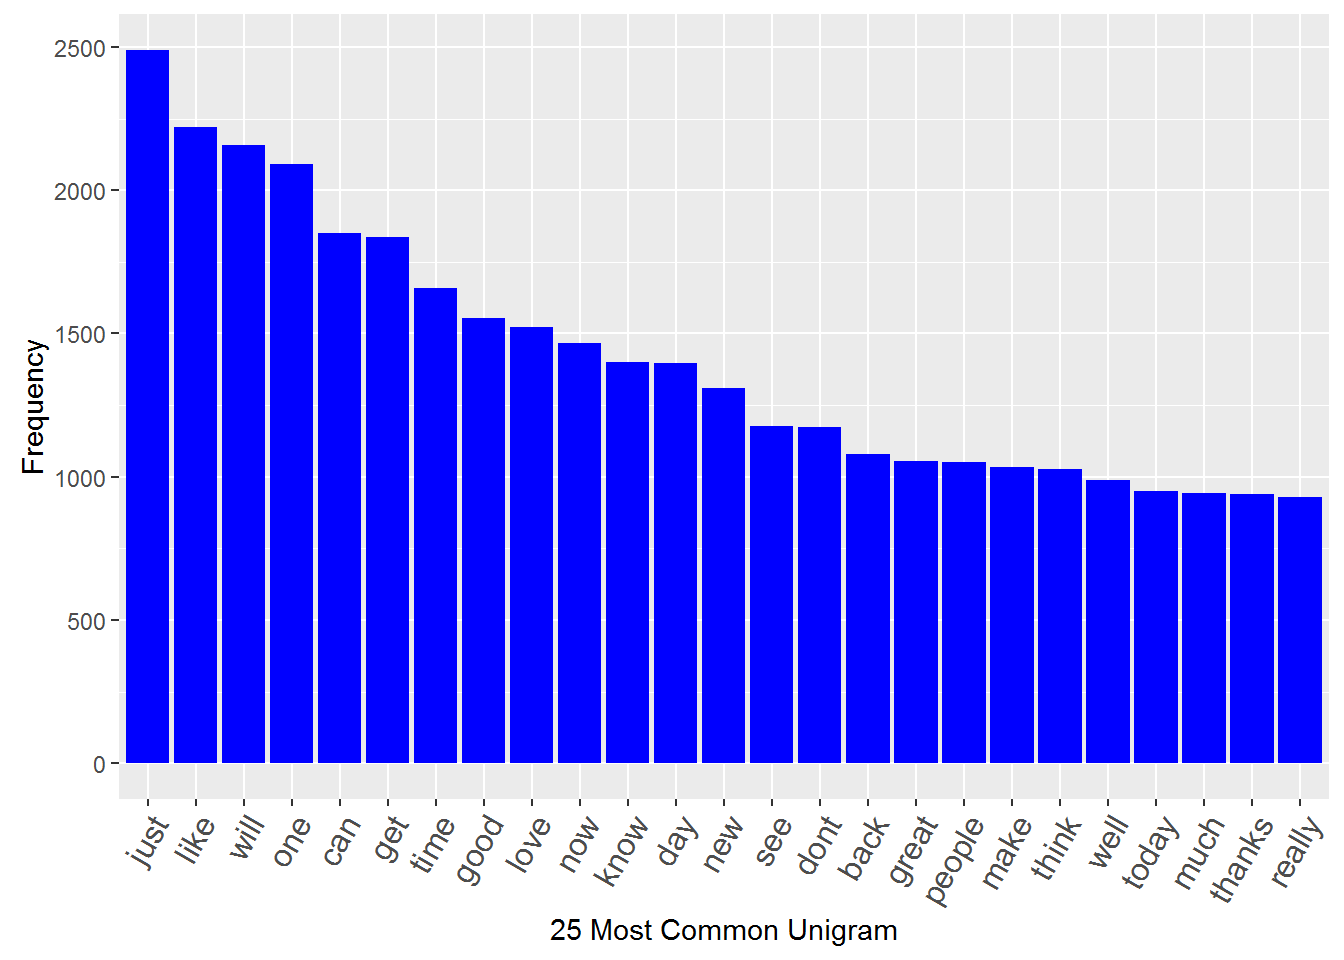 2500
2000
1500
1000
500
0
Frequency
just like will one can get time good love now know day new see dont back great people make think well today much thanks really
25 Most Common Unigram